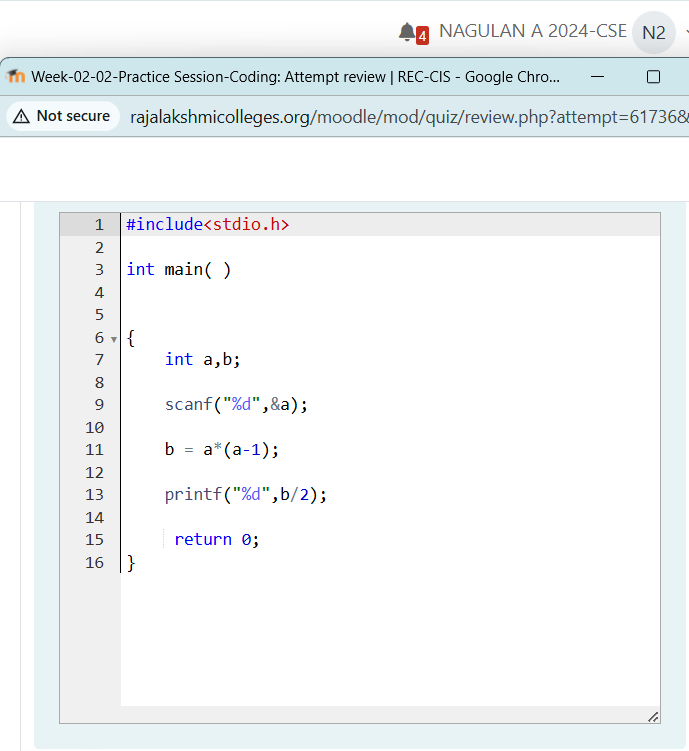 4 NAGULAN A 2024-CSE N2
Week-02-02-Practice Session-Coding: Attempt review | REC-CIS - Google Chro...
Not secure rajalakshmicolleges.org/moodle/mod/quiz/review.php?attempt=61736&
1 #include<stdio.h>
2
3 int main( )
4
5
6 {
7 int a,b;
8
9 scanf("%d",&a);
10
11 b = a*(a-1);
12
13 printf("%d",b/2);
14
15 return 0;
16 }